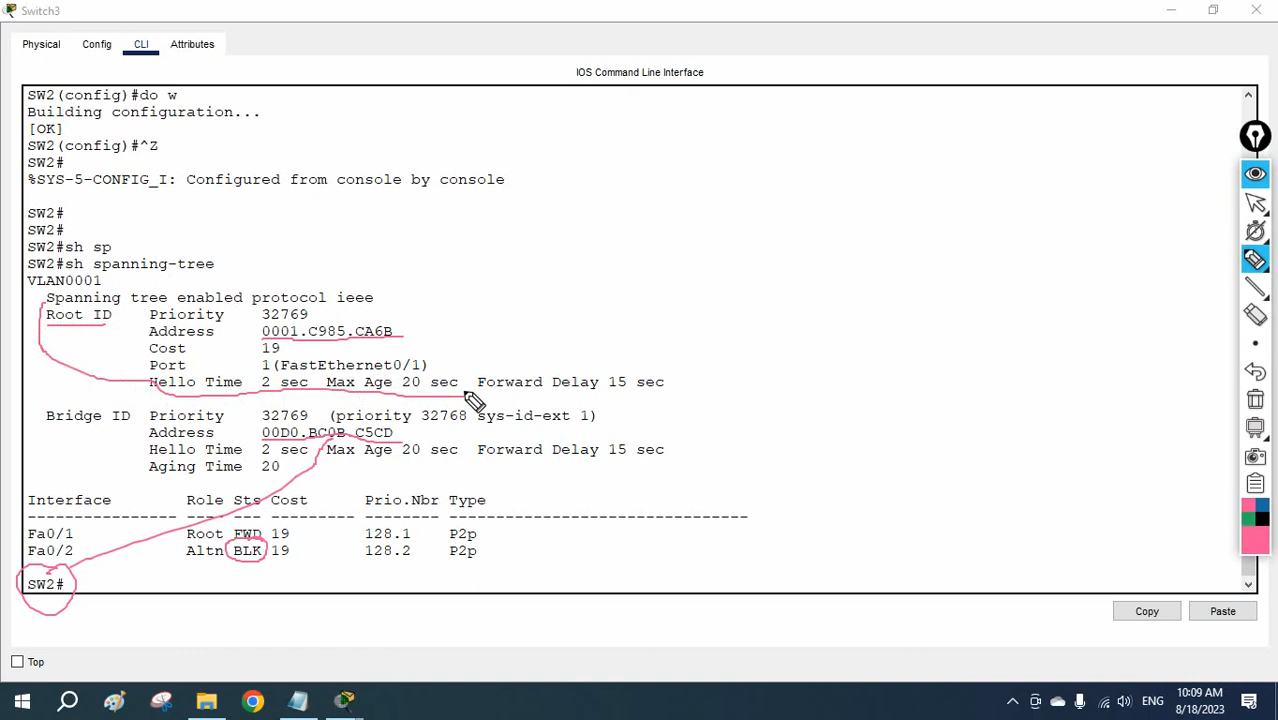 Switch3
Physical Config CLI Attributes
IOS Command Line Interface
SW2(config)#do w
Building configuration...
[OK]
SW2(config)#^Z
SW2#
%SYS-5-CONFIG_I: Configured from console by console
SW2#
SW2#
SW2#sh sp
SW2#sh spanning-tree
VLAN0001
Spanning tree enabled protocol ieee
Root ID Priority 32769
Address 0001.C985.CA6B
Cost 19
Port 1(FastEthernet0/1)
Hello Time 2 sec Max Age 20 sec Forward Delay 15 sec
Bridge ID Priority 32769 (priority 32768 sys-id-ext 1)
Address 00D0.BC0B.C5CD
Hello Time 2 sec Max Age 20 sec Forward Delay 15 sec
Aging Time 20
Interface Role Sts Cost Prio.Nbr Type
---------------- ---- --- --------- -------- --------------------------------
Fa0/1 Root FWD 19 128.1 P2p
Fa0/2 Altn BLK 19 128.2 P2p
SW2#
Copy Paste
Top
ENG
10:09 AM
8/18/2023